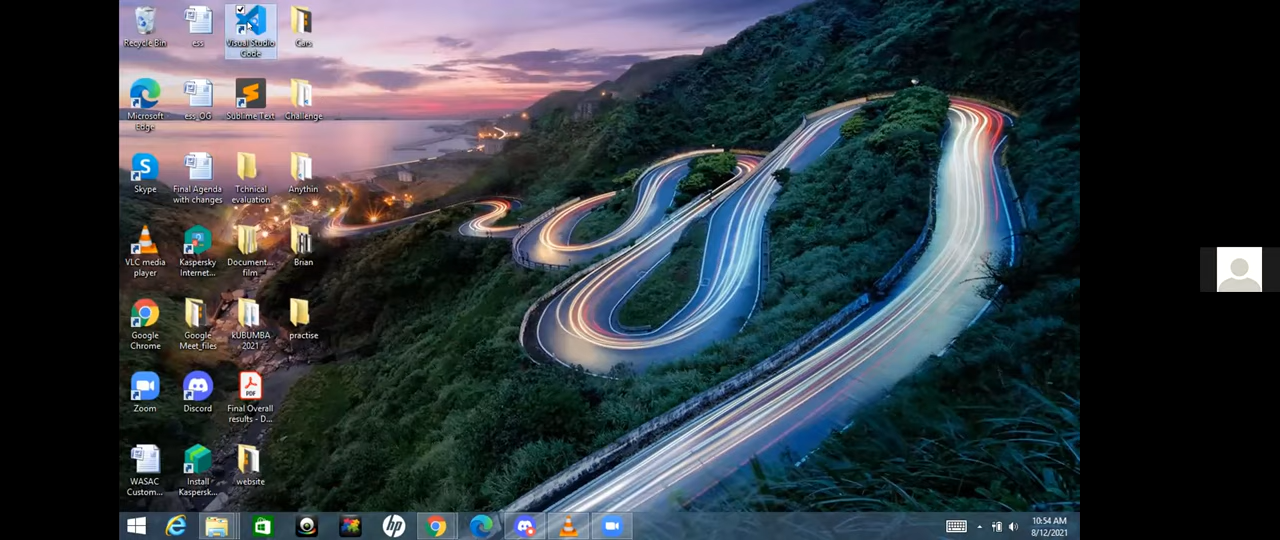 Recycle Bin
ess
Visual Studio
Code
Cars
Microsoft
Edge
ess_OG
Sublime Text
Challenge
Skype
Final Agenda
with changes
Tchnical
evaluation
Anythin
VLC media
player
Kaspersky
Internet...
Document...
film
Brian
Google
Chrome
Google
Meet_files
kUBUMBA
2021
practise
Zoom
Discord
PDF
Final Overall
results - D...
WASAC
Custom...
Install
Kaspersk...
website
hp
10:54 AM
8/12/2021